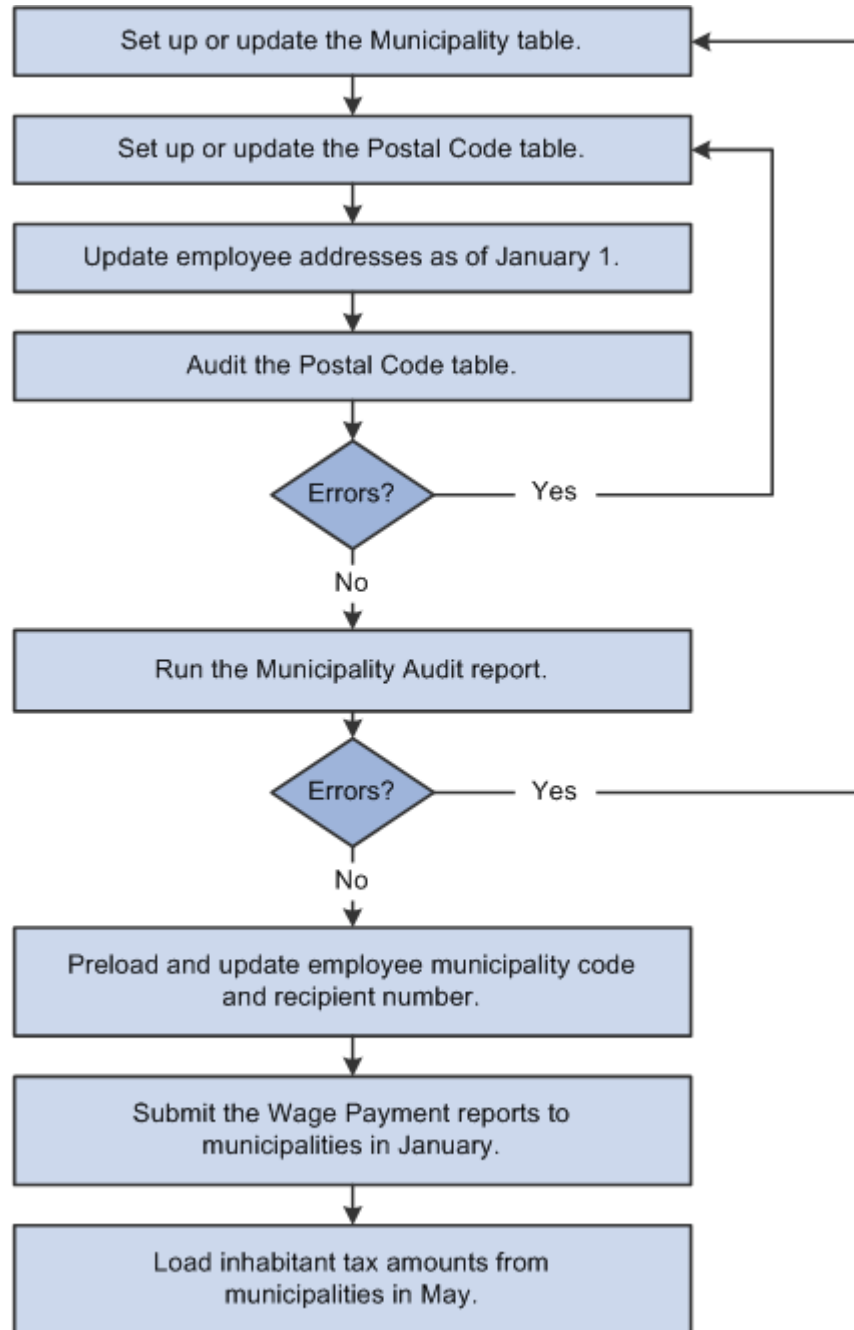 Set up or update the Municipality table.
Set up or update the Postal Code table.
Update employee addresses as of January 1.
Audit the Postal Code table.
Errors?
Yes
No
Run the Municipality Audit report.
Errors?
Yes
No
Preload and update employee municipality code
and recipient number.
Submit the Wage Payment reports to
municipalities in January.
Load inhabitant tax amounts from
municipalities in May.